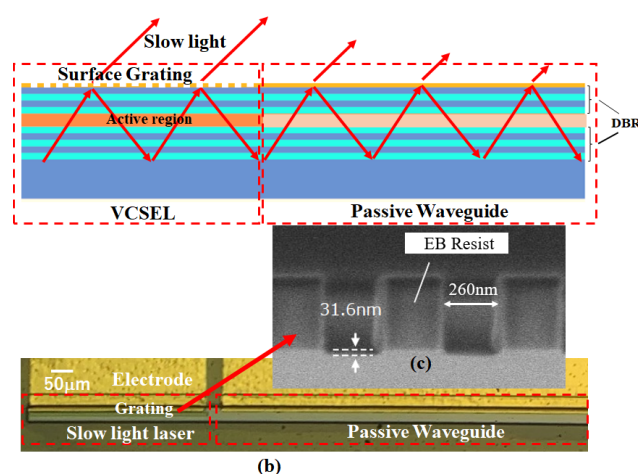 Slow light
Surface Grating
Active region
DBR
VCSEL
Passive Waveguide
EB Resist
31.6nm
260nm
(c)
50μm
Electrode
Grating
Slow light laser
Passive Waveguide
(b)